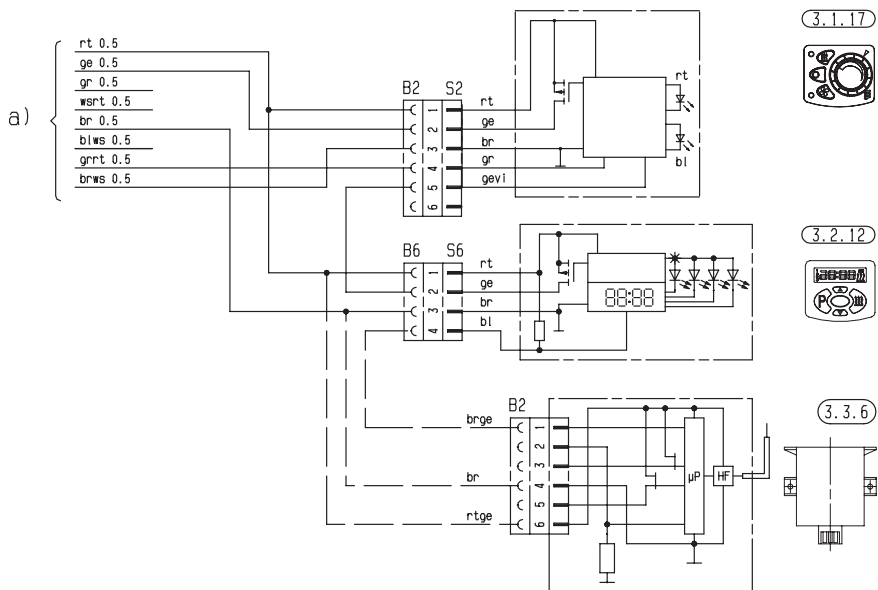 a)
rt 0.5
ge 0.5
gr 0.5
wsrt 0.5
br 0.5
blws 0.5
grrt 0.5
brws 0.5
B2 S2
1
2
3
4
5
6
rt
ge
br
gr
gevi
rt
bl
3.1.17
B6 S6
1
2
3
4
rt
ge
br
bl
88:88
3.2.12
88:88
P
B2
1
2
3
4
5
6
brge
br
rtge
µP
HF
3.3.6